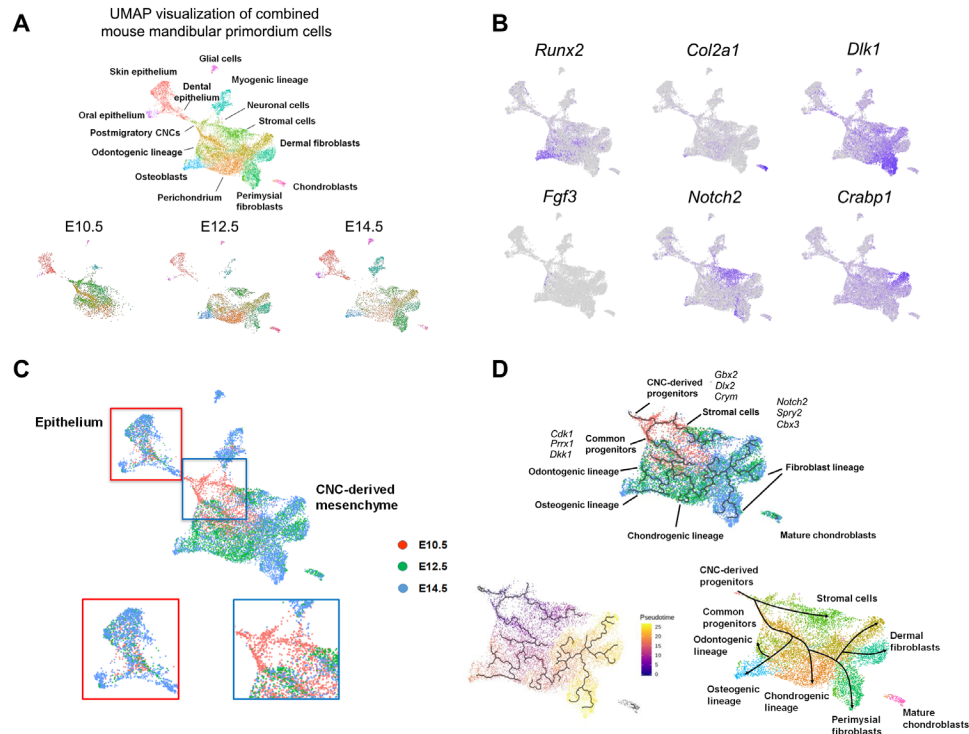 A
UMAP visualization of combined
mouse mandibular primordium cells
Glial cells
Skin epithelium
Myogenic lineage
Dental
epithelium
Neuronal cells
Oral epithelium
Stromal cells
Postmigratory CNCs
Dermal fibroblasts
Odontogenic lineage
Osteoblasts
Chondroblasts
Perichondrium
Perimysial
fibroblasts
E10.5
E12.5
E14.5
B
Runx2
Col2a1
Dlk1
Fgf3
Notch2
Crabp1
C
Epithelium
CNC-derived
mesenchyme
E10.5
E12.5
E14.5
D
Gbx2
Dlx2
Crym
CNC-derived
progenitors
Stromal cells
Notch2
Spry2
Cbx3
Cdk1
Prrx1
Dkk1
Common
progenitors
Odontogenic lineage
Fibroblast lineage
Osteogenic lineage
Chondrogenic lineage
Mature chondroblasts
Pseudotime
25
20
15
10
5
0
CNC-derived
progenitors
Stromal cells
Common
progenitors
Odontogenic
lineage
Dermal
fibroblasts
Osteogenic
lineage
Chondrogenic
lineage
Perimysial
fibroblasts
Mature
chondroblasts